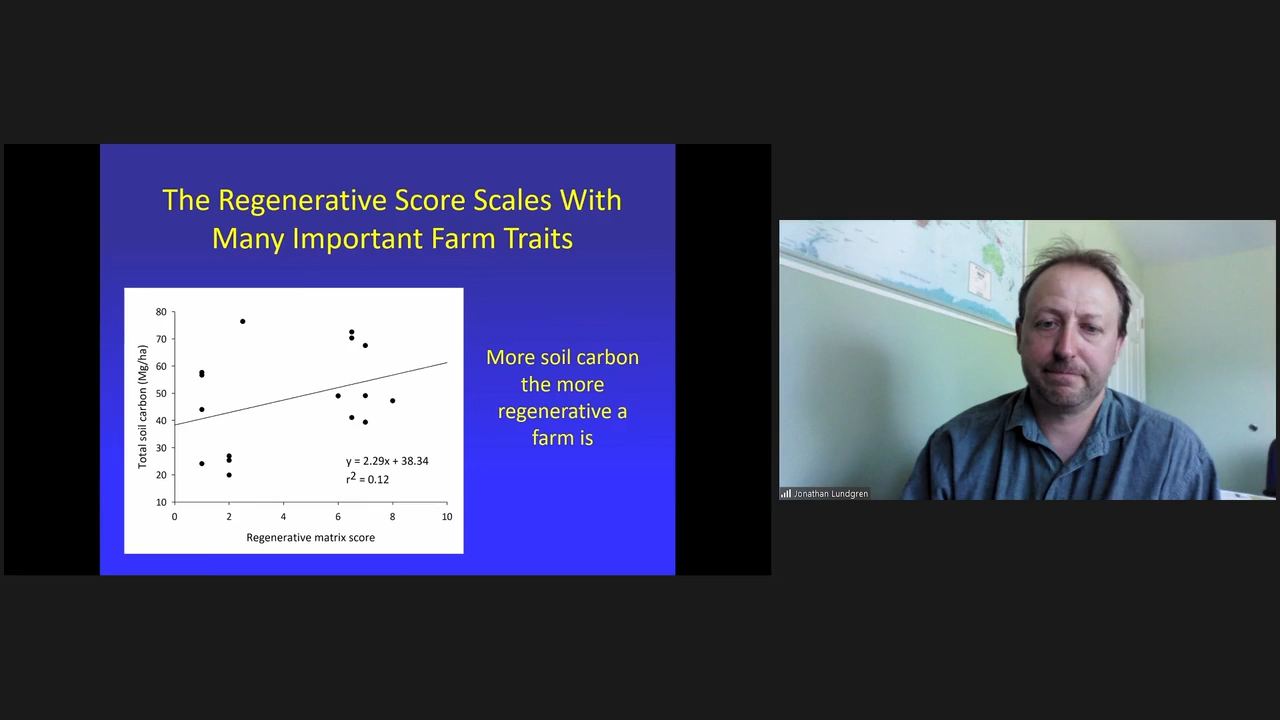 The Regenerative Score Scales With
Many Important Farm Traits
80
70
60
50
40
30
20
10
Total soil carbon (Mg/ha)
y = 2.29x + 38.34
r2 = 0.12
0 2 4 6 8 10
Regenerative matrix score
More soil carbon
the more
regenerative a
farm is
Jonathan Lundgren